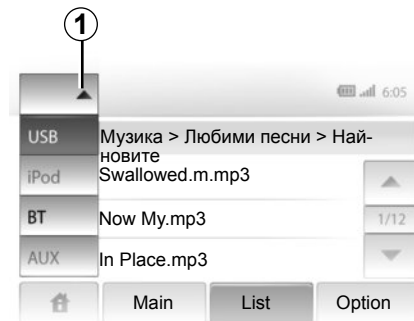 1
6:05
USB
Музика > Любими песни > Най-
новите
iPod
Swallowed.m.mp3
BT
Now My.mp3
1/12
AUX
In Place.mp3
Main
List
Option